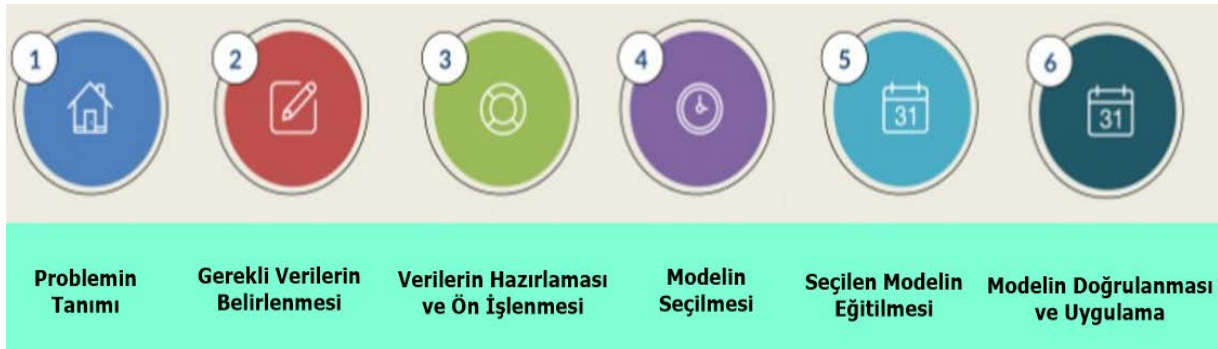 1
2
3
4
5
6
31
31
Problemin
Tanımı
Gerekli Verilerin
Belirlenmesi
Verilerin Hazırlaması
ve Ön İşlenmesi
Modelin
Seçilmesi
Seçilen Modelin
Eğitilmesi
Modelin Doğrulanması
ve Uygulama